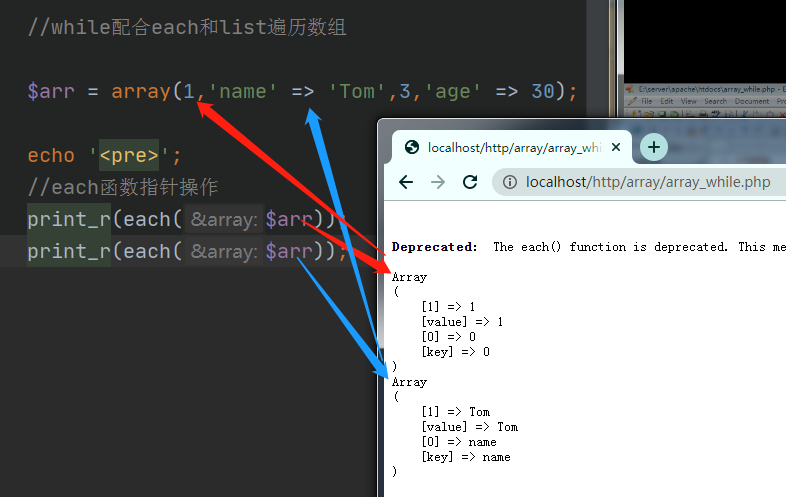 //while配合each和list遍历数组
$arr = array(1,'name' => 'Tom',3,'age' => 30);
echo '<pre>';
//each函数指针操作
print_r(each( &array: $arr));
print_r(each( &array: $arr));
E:\server\apache\htdocs\array_while.php - E
File Edit View Search Document Pro
localhost/http/array/array_whi
localhost/http/array/array_while.php
Deprecated: The each() function is deprecated. This me
Array
(
[1] => 1
[value] => 1
[0] => 0
[key] => 0
)
Array
(
[1] => Tom
[value] => Tom
[0] => name
[key] => name
)